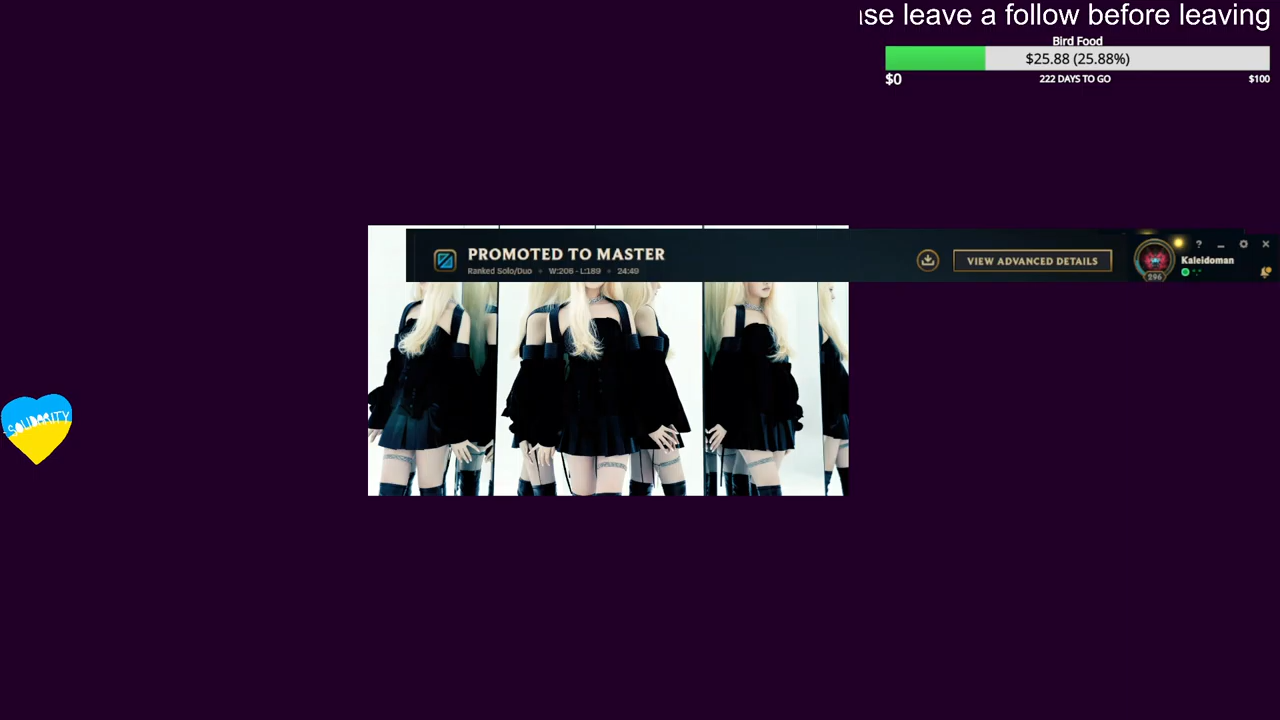 se leave a follow before leaving
Bird Food
$25.88 (25.88%)
$0
222 DAYS TO GO
$100
PROMOTED TO MASTER
Ranked Solo/Duo • W:206 - L:189 • 24:49
VIEW ADVANCED DETAILS
?
Kaleidoman
296
SOLIDARITY